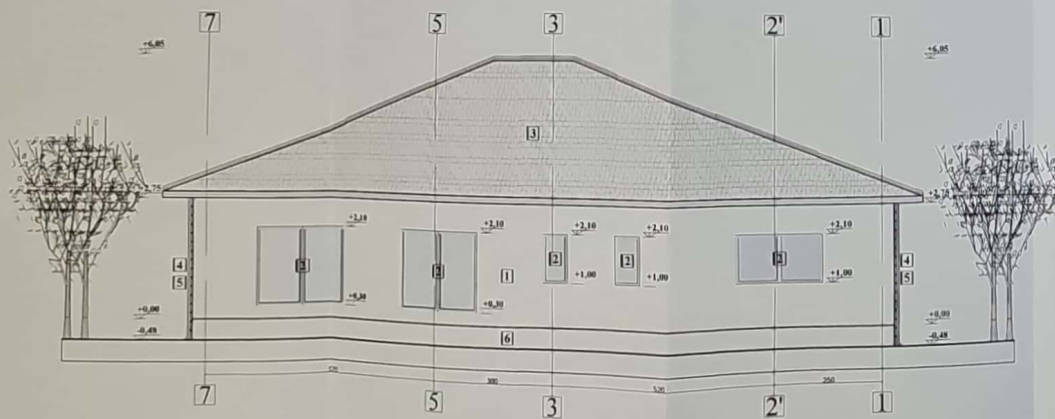 7 5 3 2' 1
+6,05 +6,05
3
2,75 +2,75
+2,10 +2,10 +2,10 +2,10 +2,10
2 2 2 2 2
4 1 4
5 +1,00 +1,00 +1,00 5
+0,30 +0,30
+0,00 +0,00
-0,48 6 -0,48
300 520 250
7 5 3 2' 1